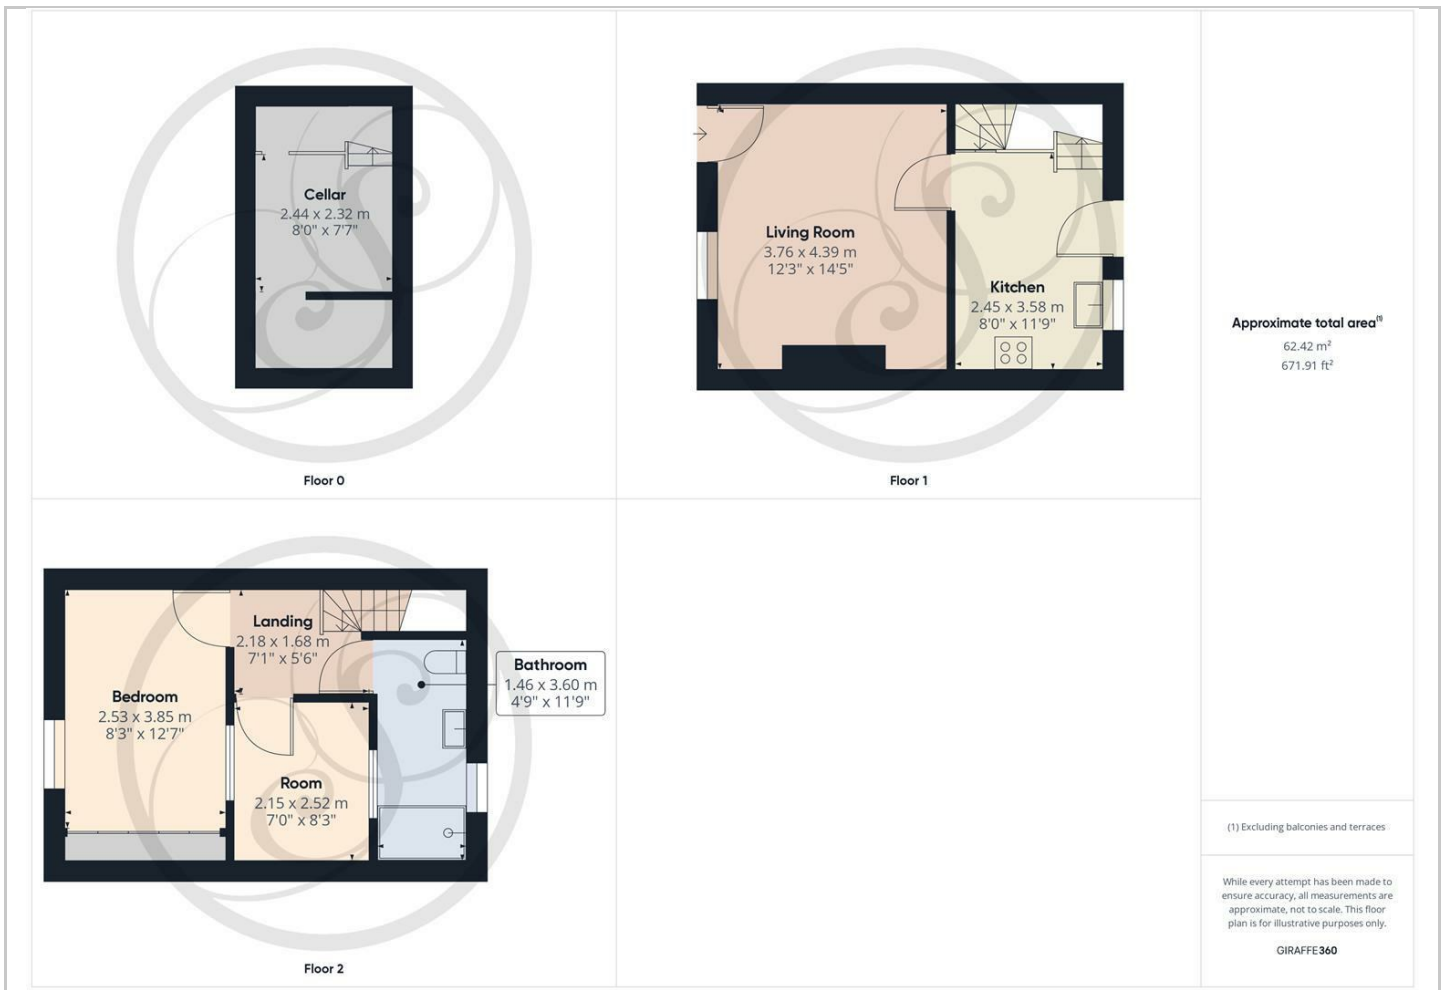 Cellar
2.44 x 2.32 m
8'0" x 7'7"
Floor 0
Living Room
3.76 x 4.39 m
12'3" x 14'5"
Kitchen
2.45 x 3.58 m
8'0" x 11'9"
Floor 1
Approximate total area(1)
62.42 m²
671.91 ft²
Landing
2.18 x 1.68 m
7'1" x 5'6"
Bathroom
1.46 x 3.60 m
4'9" x 11'9"
Bedroom
2.53 x 3.85 m
8'3" x 12'7"
Room
2.15 x 2.52 m
7'0" x 8'3"
Floor 2
(1) Excluding balconies and terraces
While every attempt has been made to
ensure accuracy, all measurements are
approximate, not to scale. This floor
plan is for illustrative purposes only.
GIRAFFE360